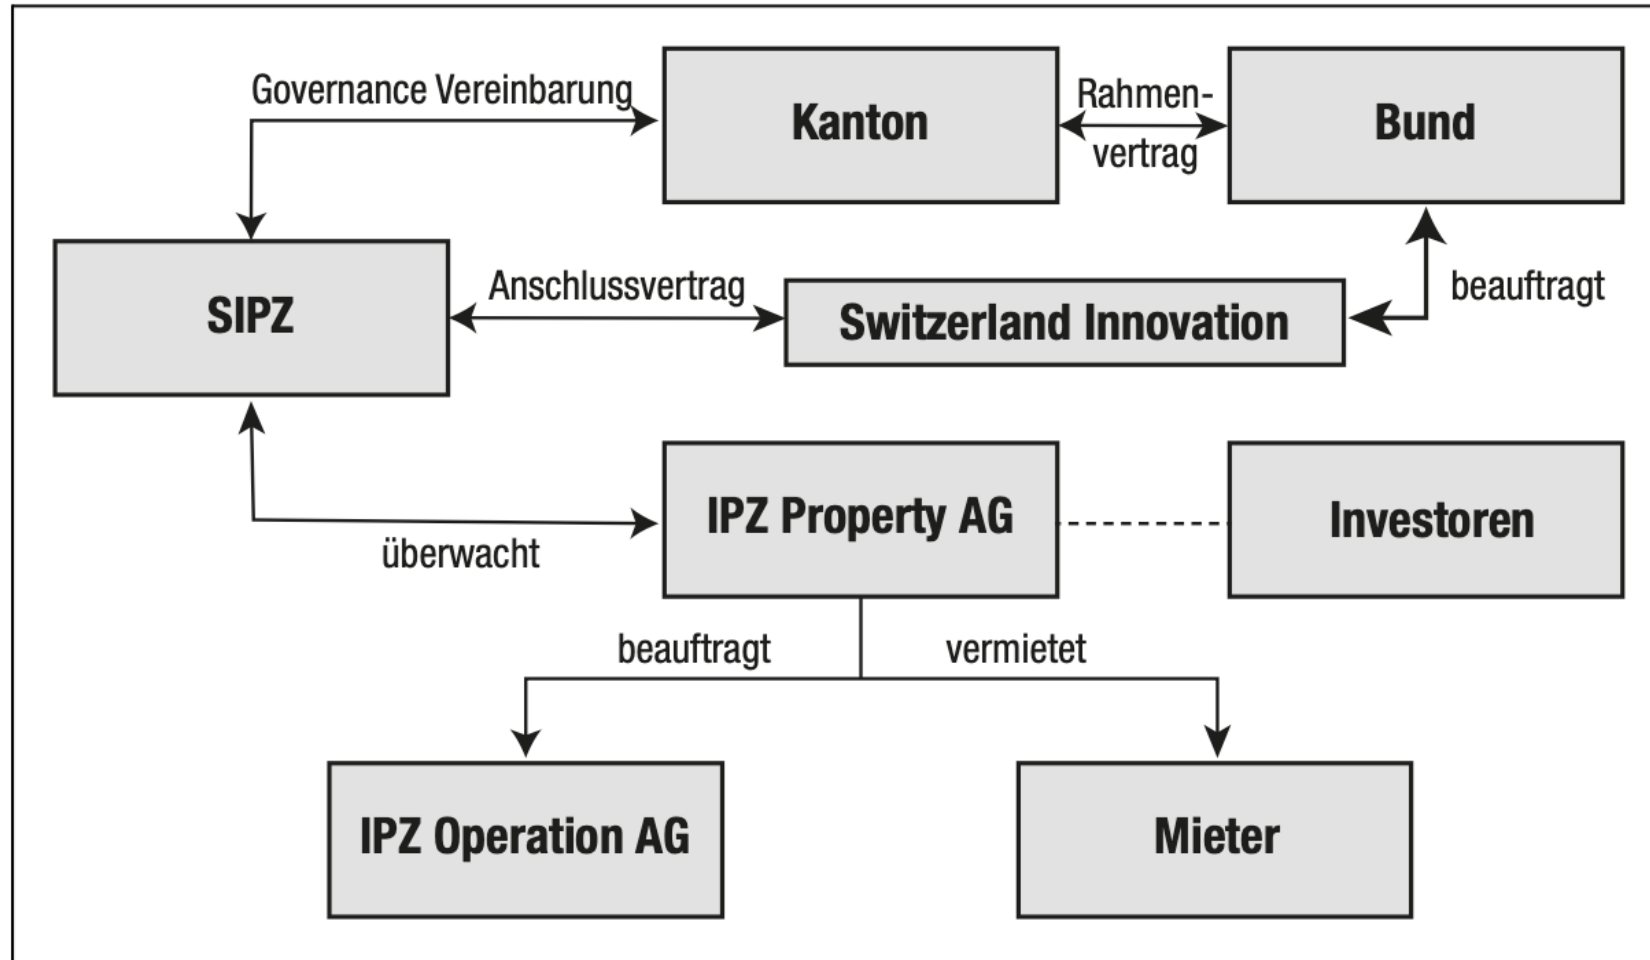 Governance Vereinbarung
Kanton
Rahmen-
vertrag
Bund
SIPZ
Anschlussvertrag
Switzerland Innovation
beauftragt
überwacht
IPZ Property AG
Investoren
beauftragt
vermietet
IPZ Operation AG
Mieter